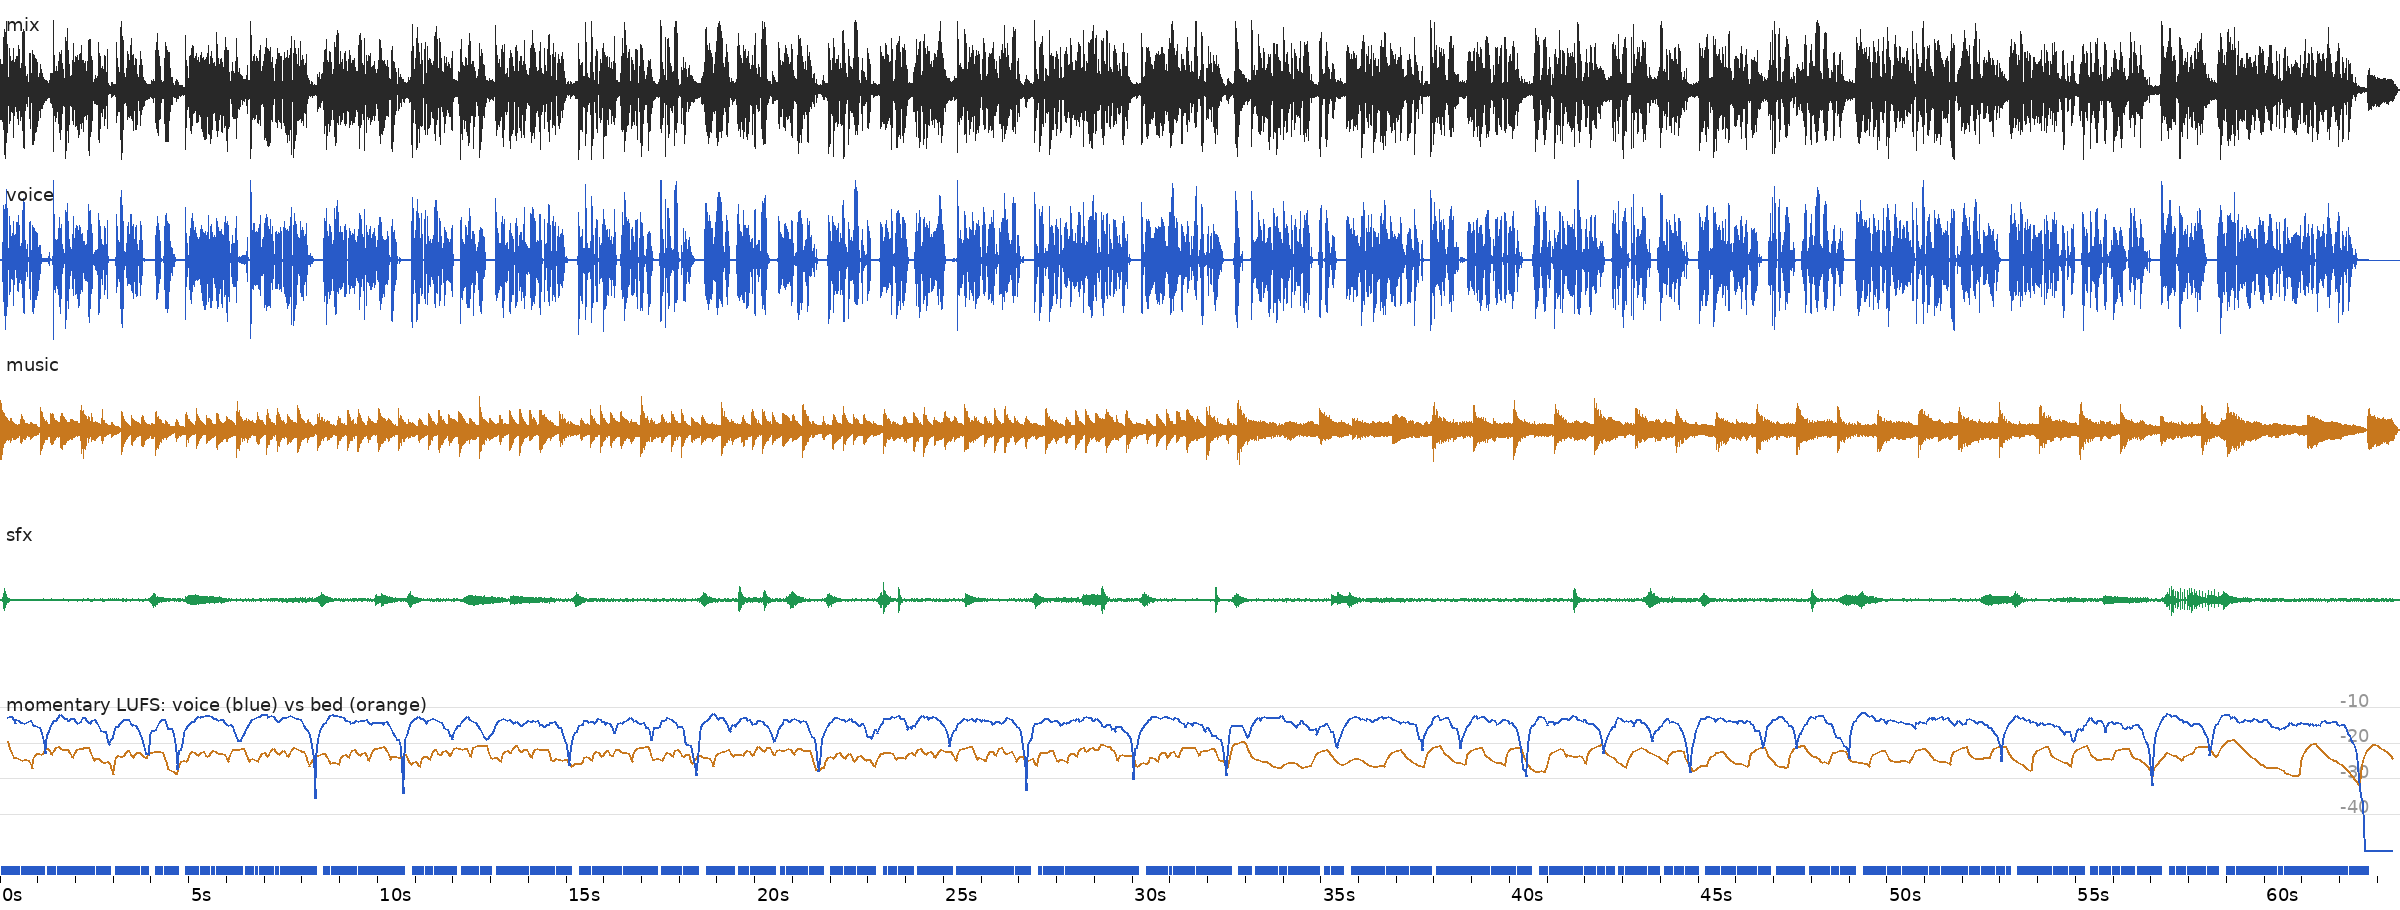 mix
voice
music
sfx
momentary LUFS: voice (blue) vs bed (orange)
-10
-20
-30
-40
0s 5s 10s 15s 20s 25s 30s 35s 40s 45s 50s 55s 60s